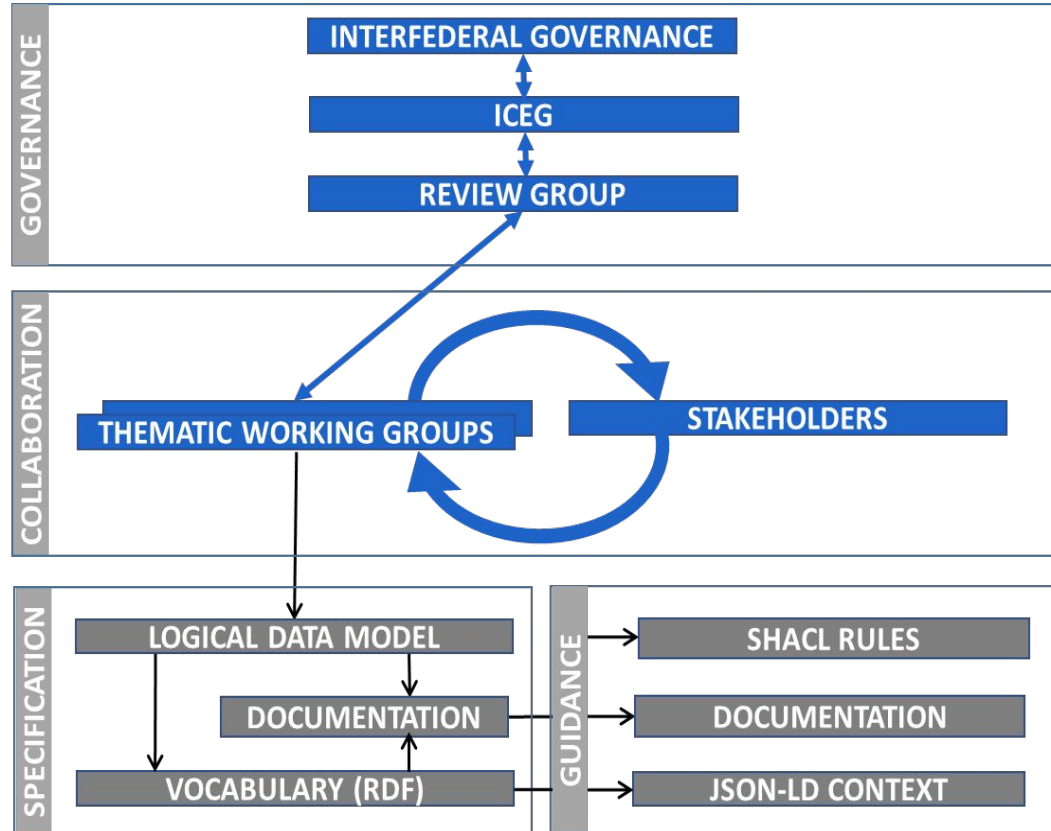 GOVERNANCE
INTERFEDERAL GOVERNANCE
ICEG
REVIEW GROUP
COLLABORATION
THEMATIC WORKING GROUPS
STAKEHOLDERS
SPECIFICATION
LOGICAL DATA MODEL
DOCUMENTATION
VOCABULARY (RDF)
GUIDANCE
SHACL RULES
DOCUMENTATION
JSON-LD CONTEXT